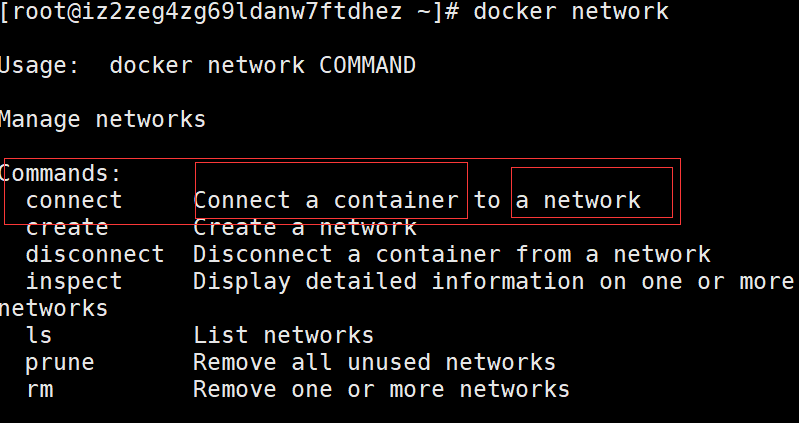 [root@iz2zeg4zg69ldanw7ftdhez ~]# docker network
Usage:  docker network COMMAND
Manage networks
Commands:
  connect     Connect a container to a network
  create      Create a network
  disconnect  Disconnect a container from a network
  inspect     Display detailed information on one or more
networks
  ls          List networks
  prune       Remove all unused networks
  rm          Remove one or more networks